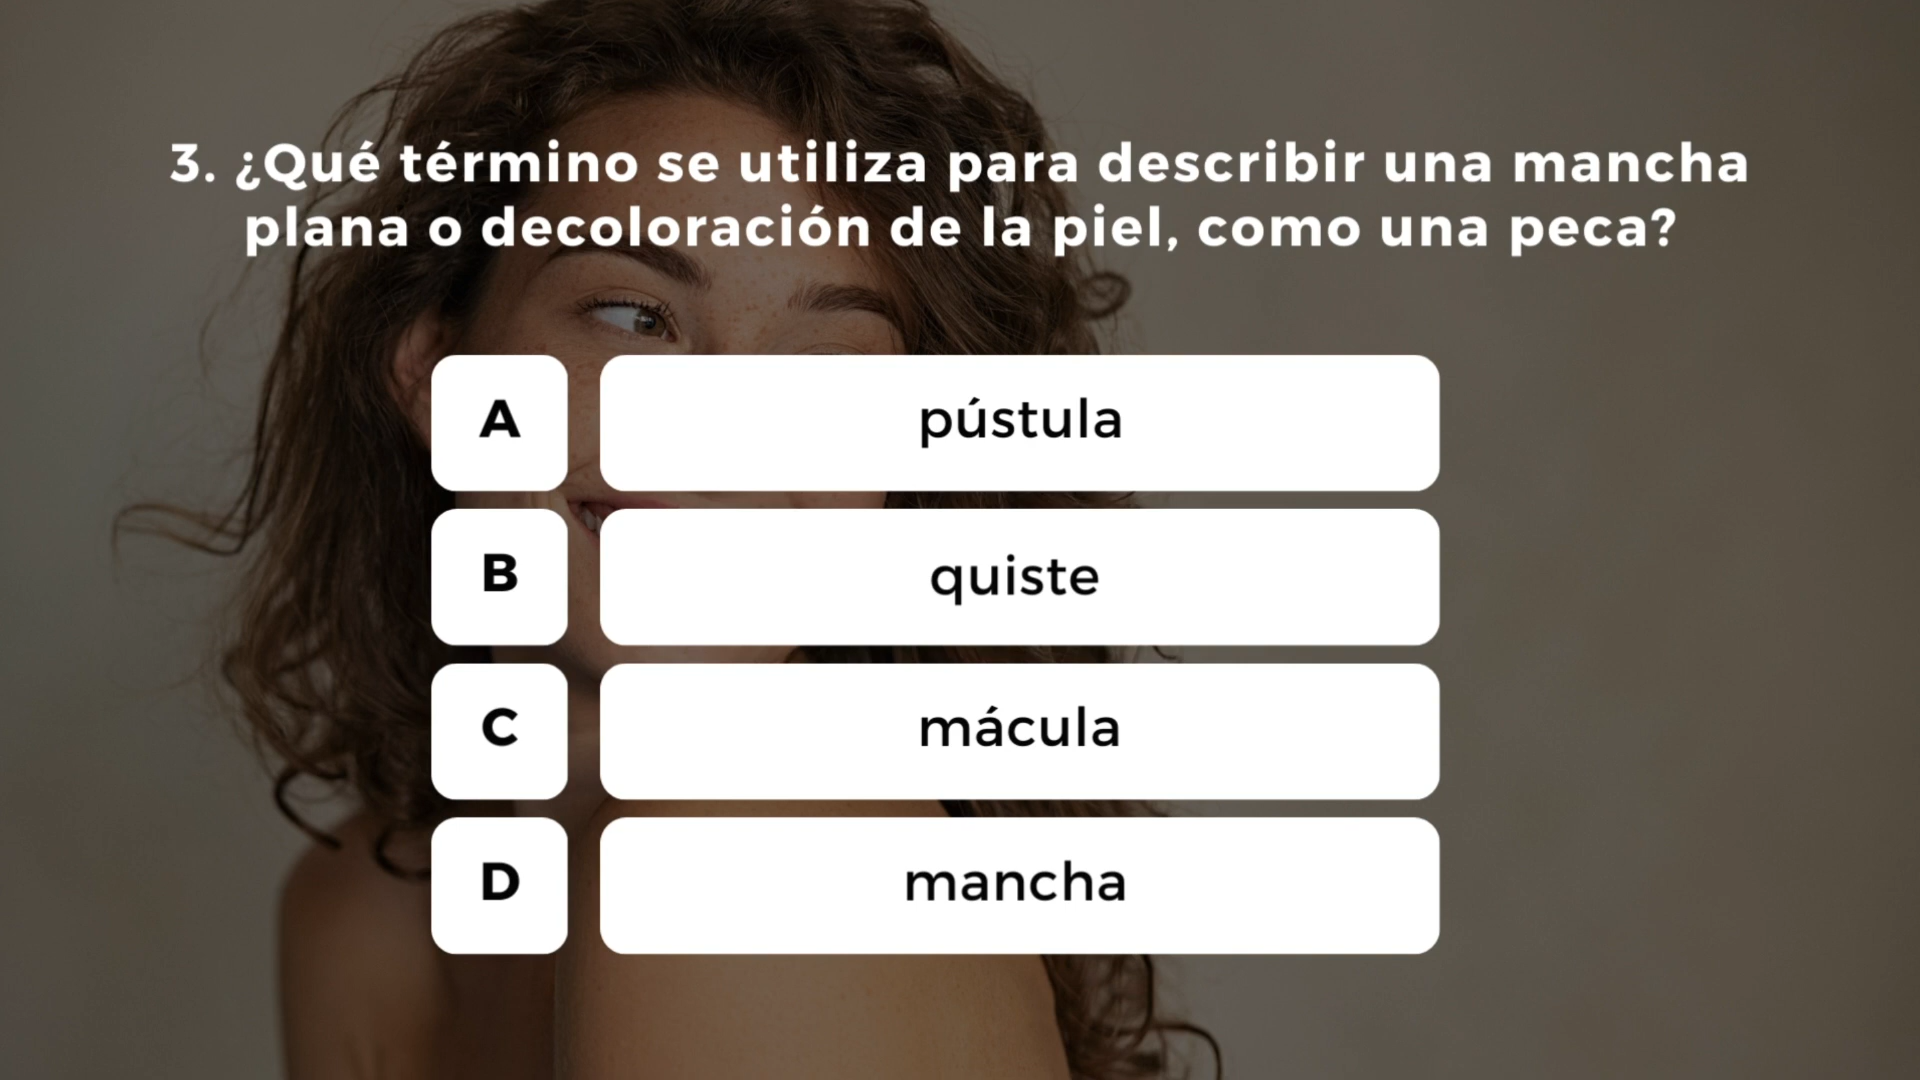 3. ¿Qué término se utiliza para describir una mancha
plana o decoloración de la piel, como una peca?
A pústula
B quiste
C mácula
D mancha